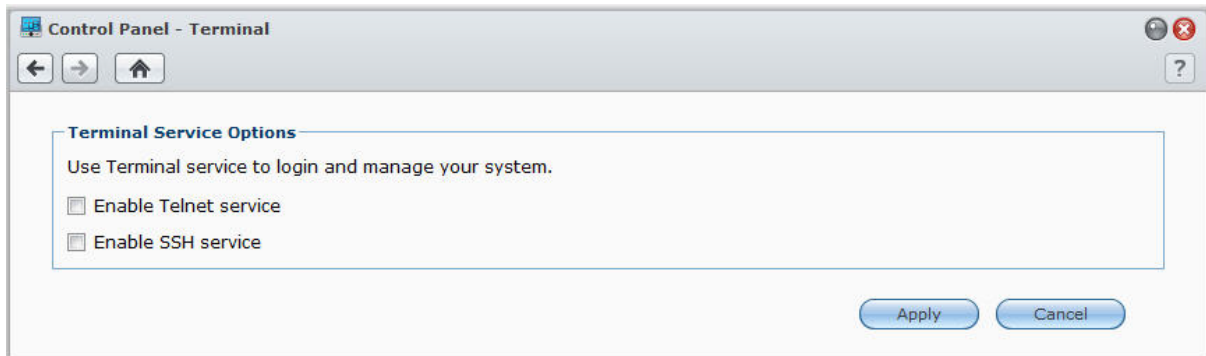 Control Panel - Terminal
?
Terminal Service Options
Use Terminal service to login and manage your system.
Enable Telnet service
Enable SSH service
Apply Cancel